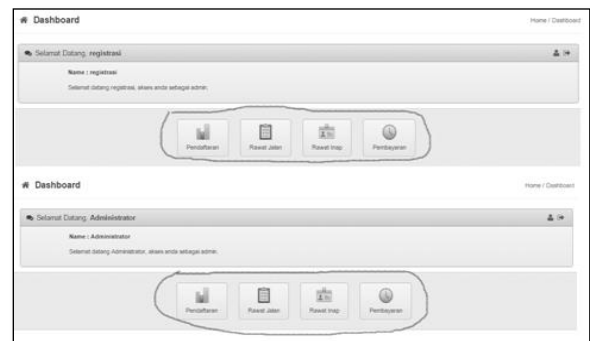 Dashboard
Home / Dashboard
Selamat Datang, registrasi
Name : registrasi
Selamat datang registrasi, akses anda sebagai admin.
Pendaftaran Rawat Jalan Rawat Inap Pembayaran
Dashboard
Home / Dashboard
Selamat Datang, Administrator
Name : Administrator
Selamat datang Administrator, akses anda sebagai admin.
Pendaftaran Rawat Jalan Rawat Inap Pembayaran